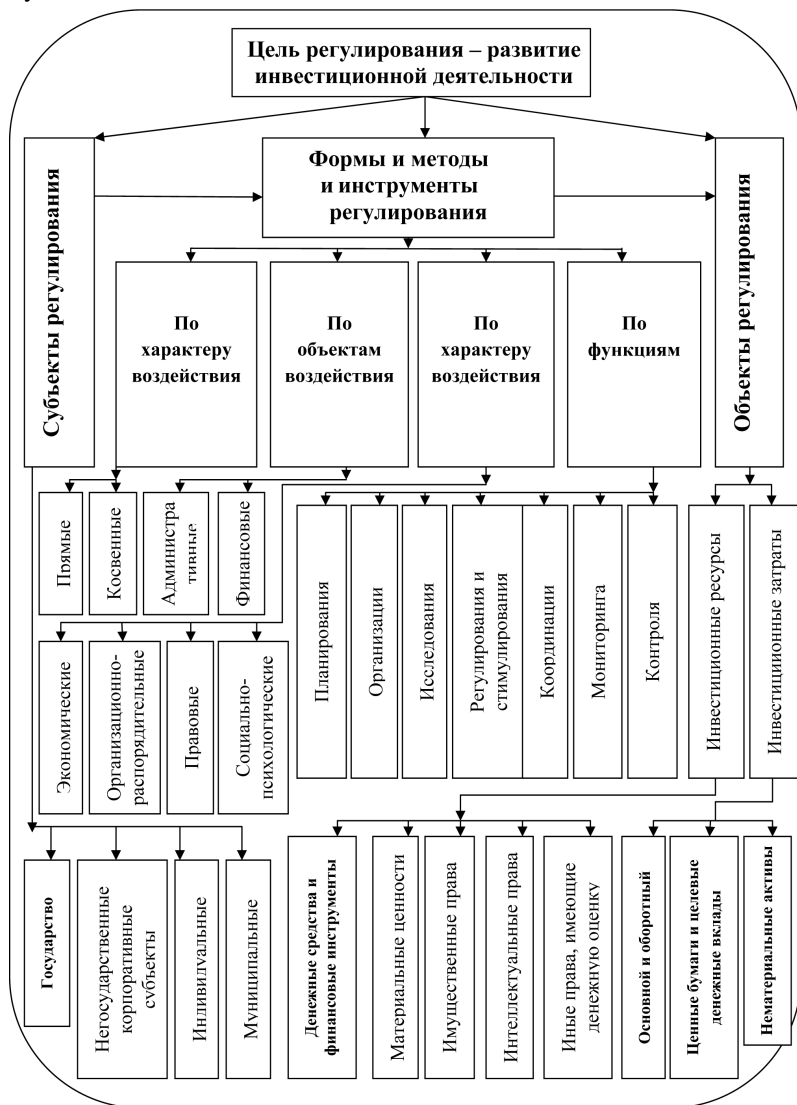 Цель регулирования – развитие
инвестиционной деятельности
Субъекты регулирования
Формы и методы
и инструменты
регулирования
Объекты регулирования
По
характеру
воздействия
По
объектам
воздействия
По
характеру
воздействия
По
функциям
Прямые
Косвенные
Администра
тивные
Финансовые
Экономические
Организационно-
распорядительные
Правовые
Социально-
психологические
Планирования
Организации
Исследования
Регулирования и
стимулирования
Координации
Мониторинга
Контроля
Инвестиционные ресурсы
Инвестиционные затраты
Государство
Негосударственные
корпоративные
субъекты
Индивидуальные
Муниципальные
Денежные средства и
финансовые инструменты
Материальные ценности
Имущественные права
Интеллектуальные права
Иные права, имеющие
денежную оценку
Основной и оборотный
Ценные бумаги и целевые
денежные вклады
Нематериальные активы